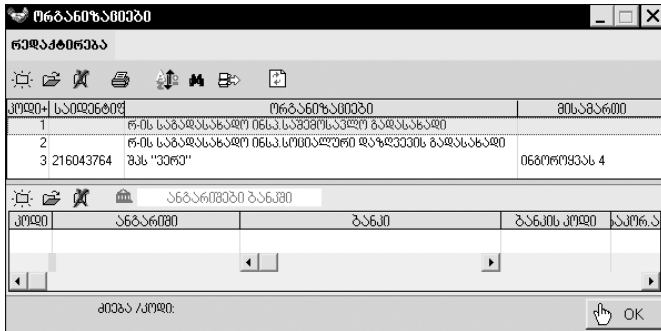 ორგანიზაციები
რედაქტირება
კოდი+ საიდენტიფ ორგანიზაციები მისამართი
1 რ-ის საგადასახადო ინსპ.საშემოსავლო გადასახადი
2 რ-ის საგადასახადო ინსპ.სოციალური დაზღვევის გადასახადი
3 216043764 შპს "ვერე" ინგოროყვას 4
ანგარიშები ბანკში
კოდი ანგარიში ბანკი ბანკის კოდი
ძიება /კოდი:
OK